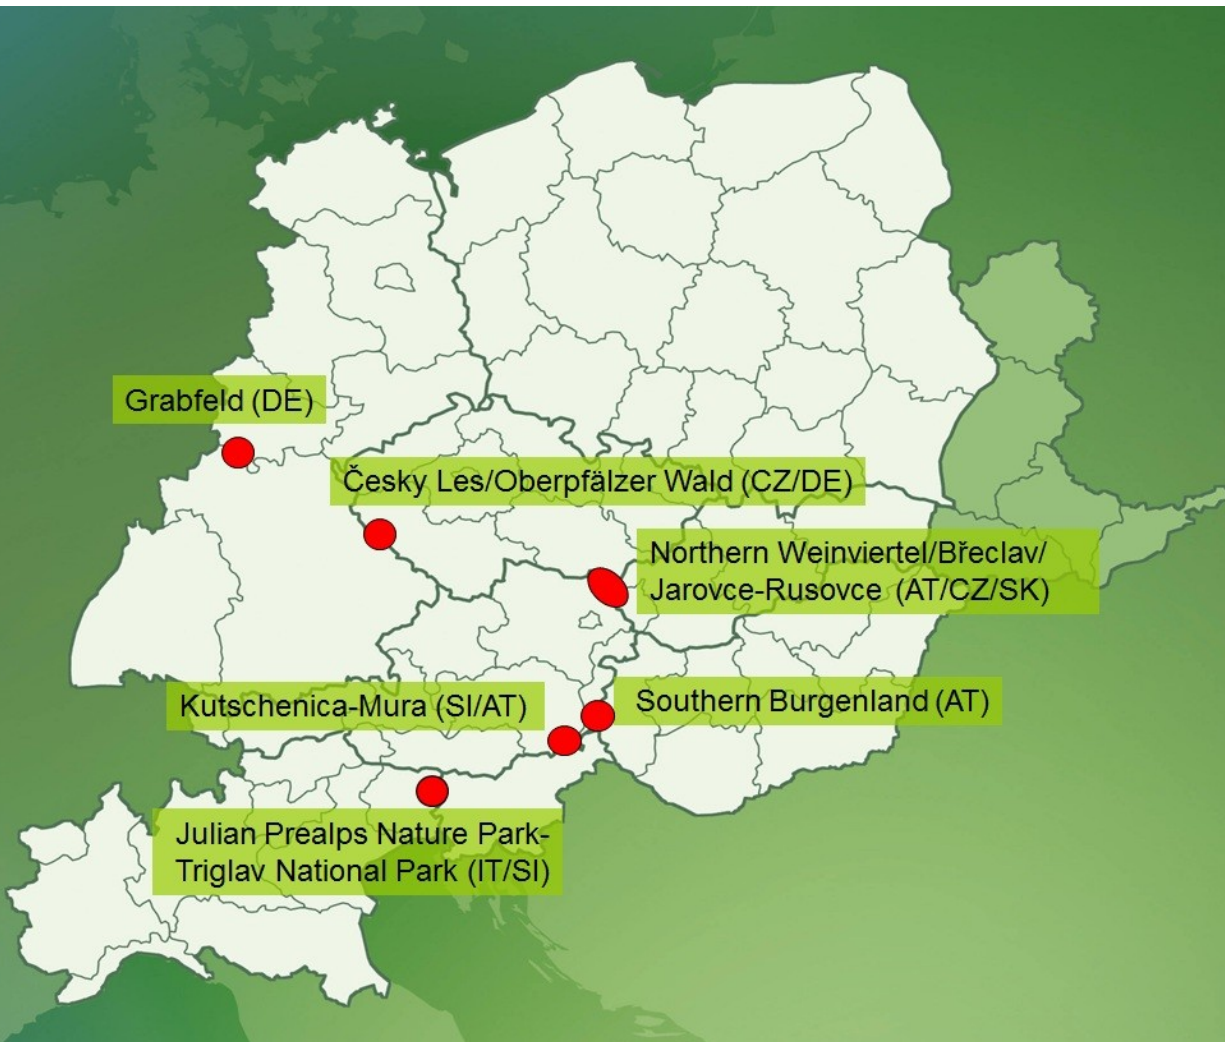 Grabfeld (DE)
Česky Les/Oberpfälzer Wald (CZ/DE)
Northern Weinviertel/Břeclav/
Jarovce-Rusovce (AT/CZ/SK)
Kutschenica-Mura (SI/AT)
Southern Burgenland (AT)
Julian Prealps Nature Park-
Triglav National Park (IT/SI)